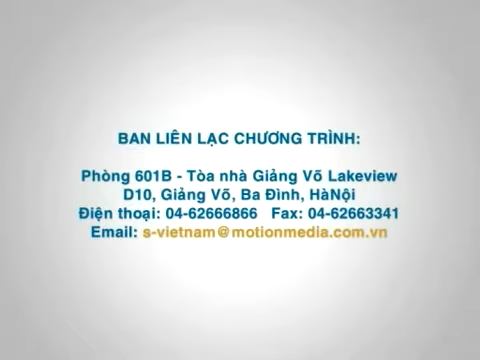 BAN LIÊN LẠC CHƯƠNG TRÌNH:
Phòng 601B - Tòa nhà Giảng Võ Lakeview
D10, Giảng Võ, Ba Đình, HàNội
Điện thoại: 04-62666866 Fax: 04-62663341
Email: s-vietnam@motionmedia.com.vn